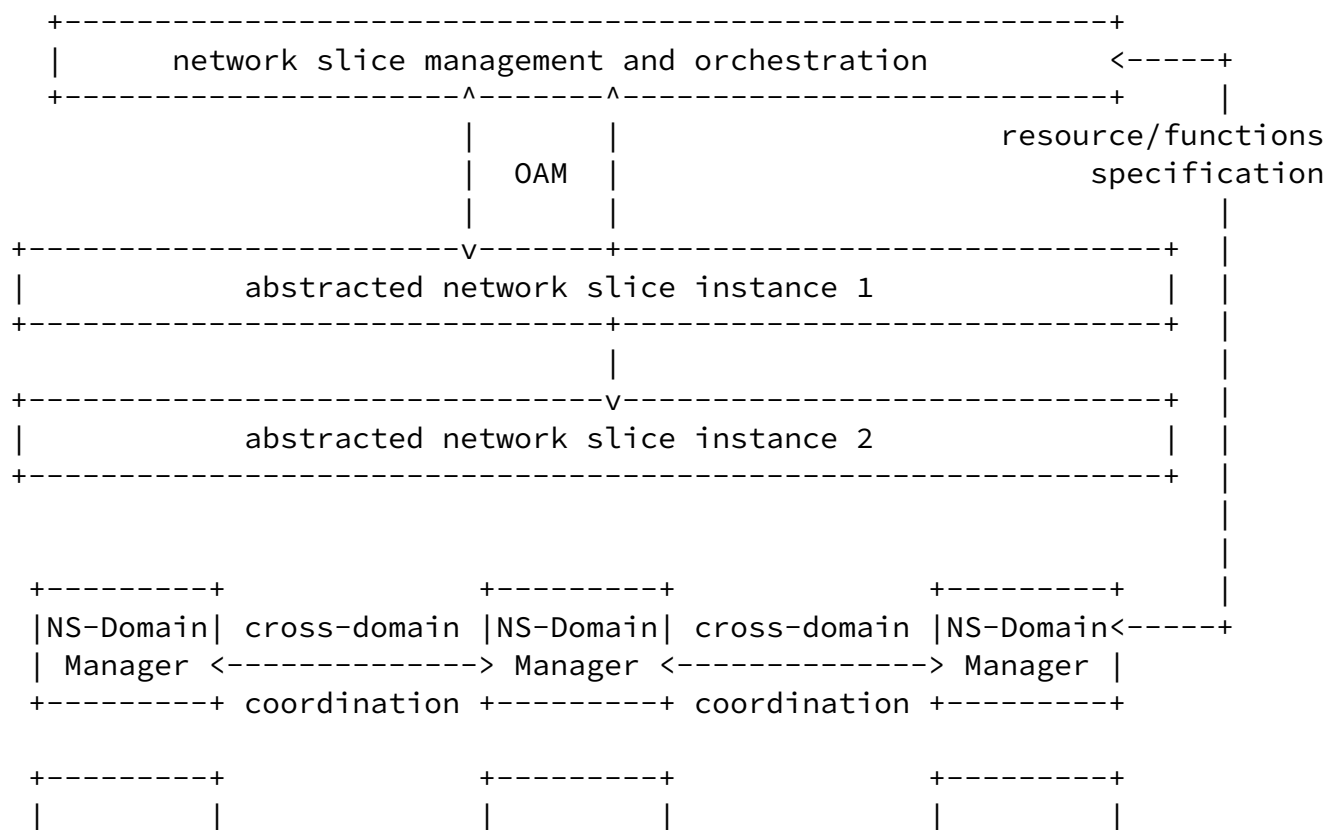 network slice management and orchestration
resource/functions
OAM specification
abstracted network slice instance 1
abstracted network slice instance 2
NS-Domain cross-domain NS-Domain cross-domain NS-Domain
Manager Manager Manager
coordination coordination